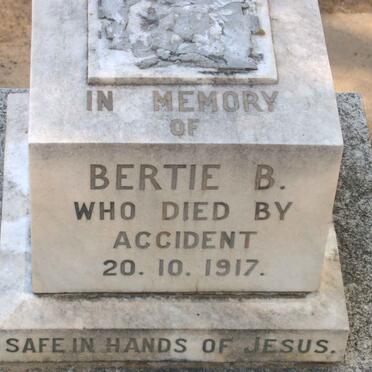 IN MEMORY
OF
BERTIE B.
WHO DIED BY
ACCIDENT
20. 10. 1917.
SAFE IN HANDS OF JESUS.